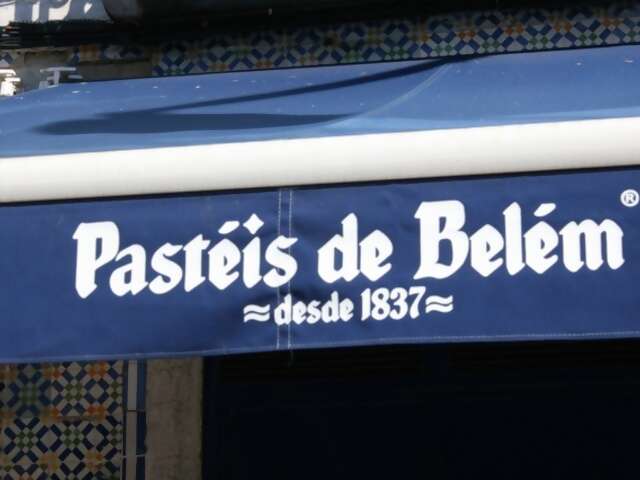 Pastéis de Belém®
≈desde 1837≈